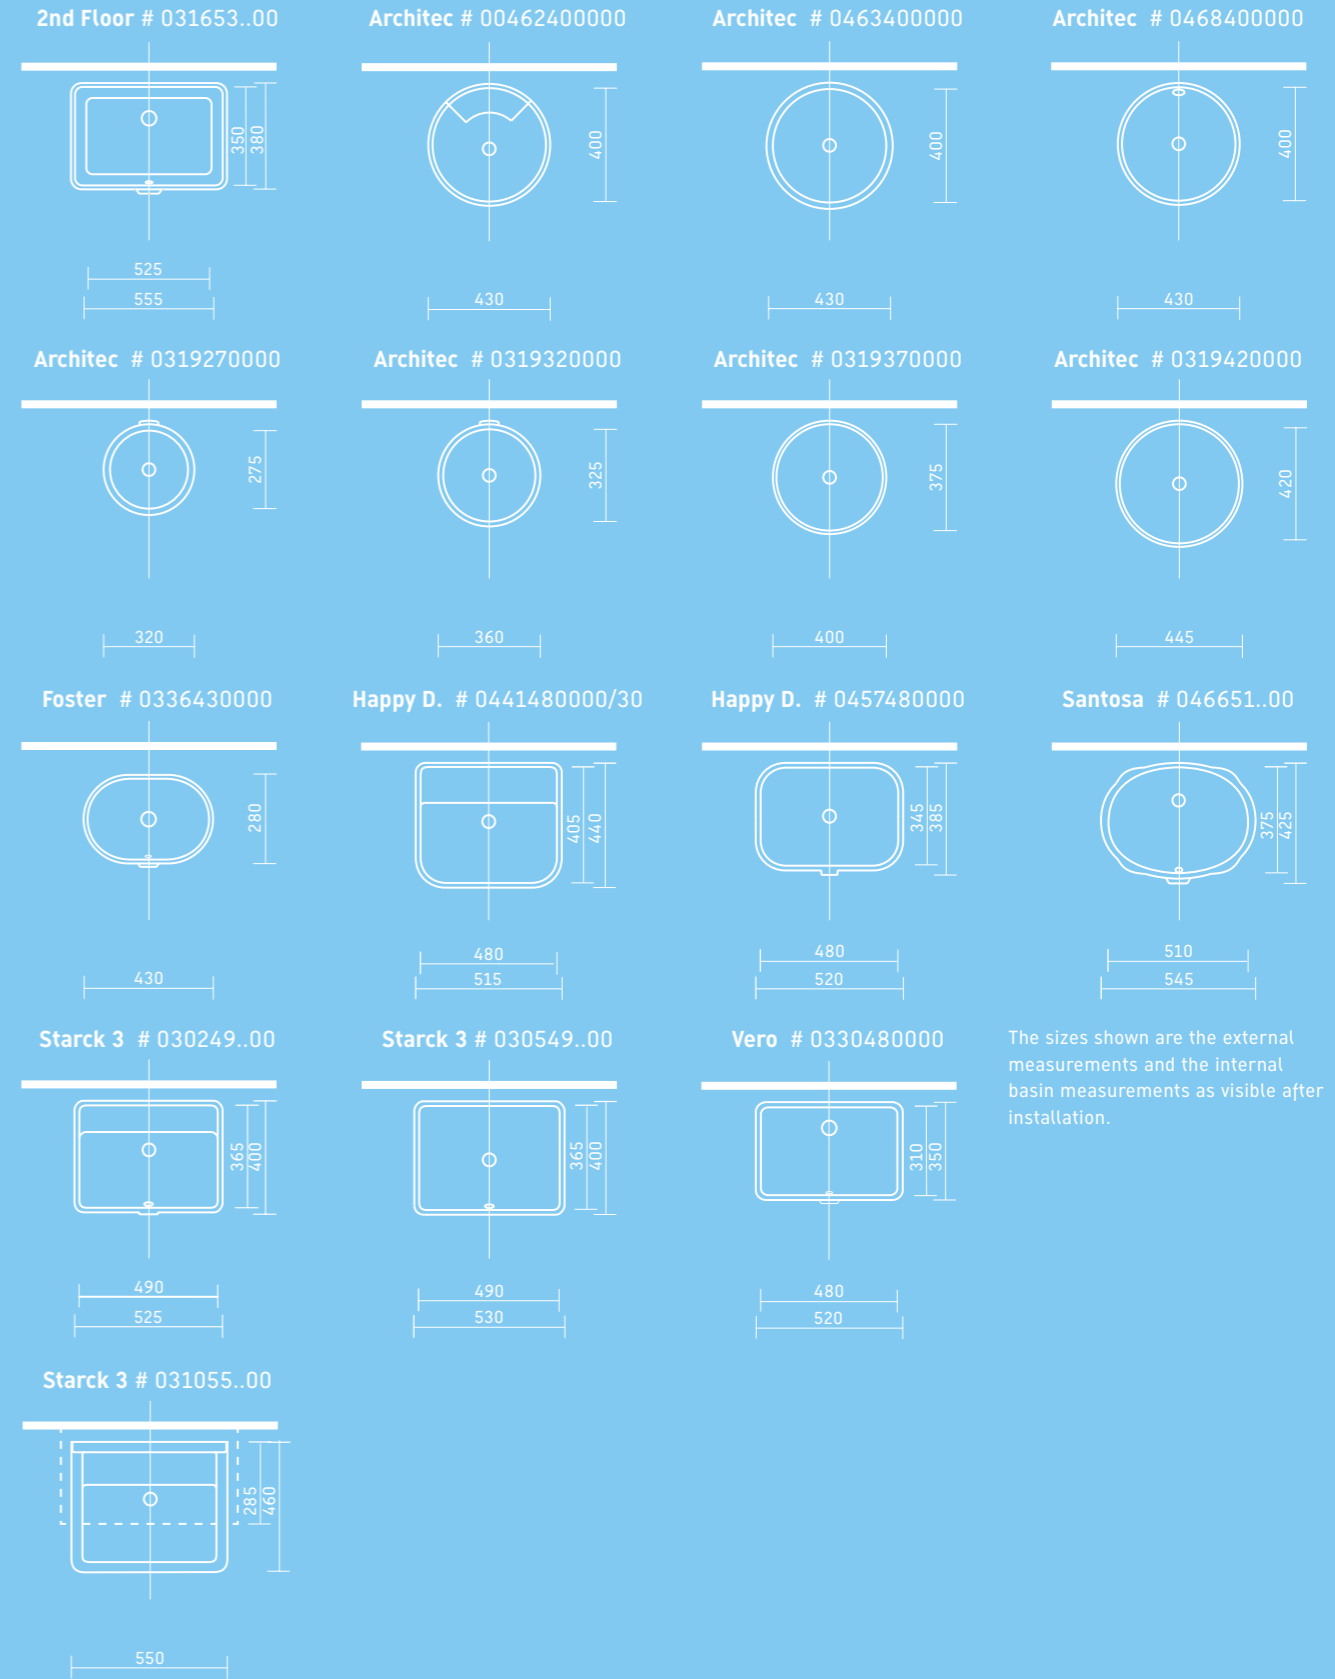 2nd Floor # 031653..00
350
380
525
555
Architec # 00462400000
400
430
Architec # 0463400000
400
430
Architec # 0468400000
400
430
Architec # 0319270000
275
320
Architec # 0319320000
325
360
Architec # 0319370000
375
400
Architec # 0319420000
420
445
Foster # 0336430000
280
430
Happy D. # 0441480000/30
405
440
480
515
Happy D. # 0457480000
345
385
480
520
Santosa # 046651..00
375
425
510
545
Starck 3 # 030249..00
365
400
490
525
Starck 3 # 030549..00
365
400
490
530
Vero # 0330480000
310
350
480
520
The sizes shown are the external
measurements and the internal
basin measurements as visible after
installation.
Starck 3 # 031055..00
285
460
550